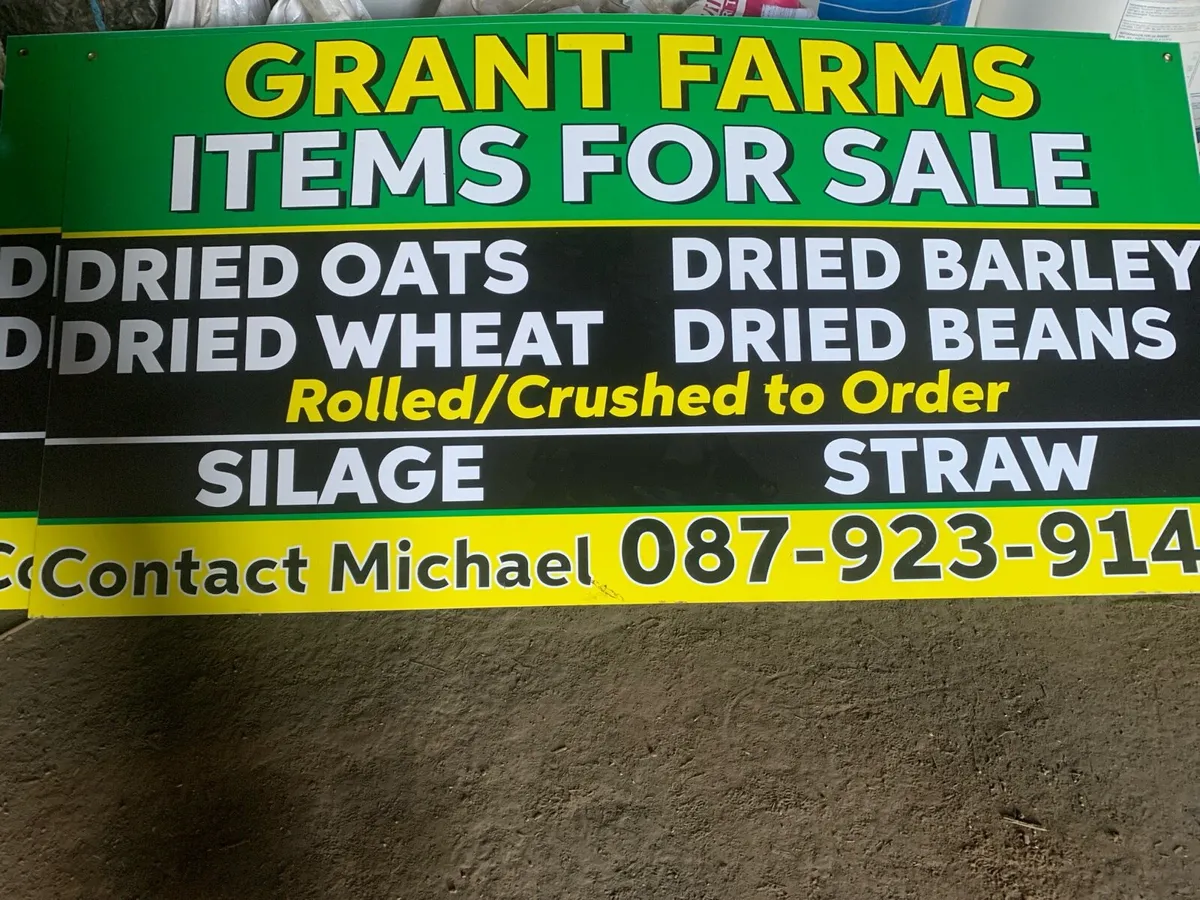 GRANT FARMS
ITEMS FOR SALE
DRIED OATS DRIED BARLEY
DRIED WHEAT DRIED BEANS
Rolled/Crushed to Order
SILAGE STRAW
Contact Michael 087-923-914